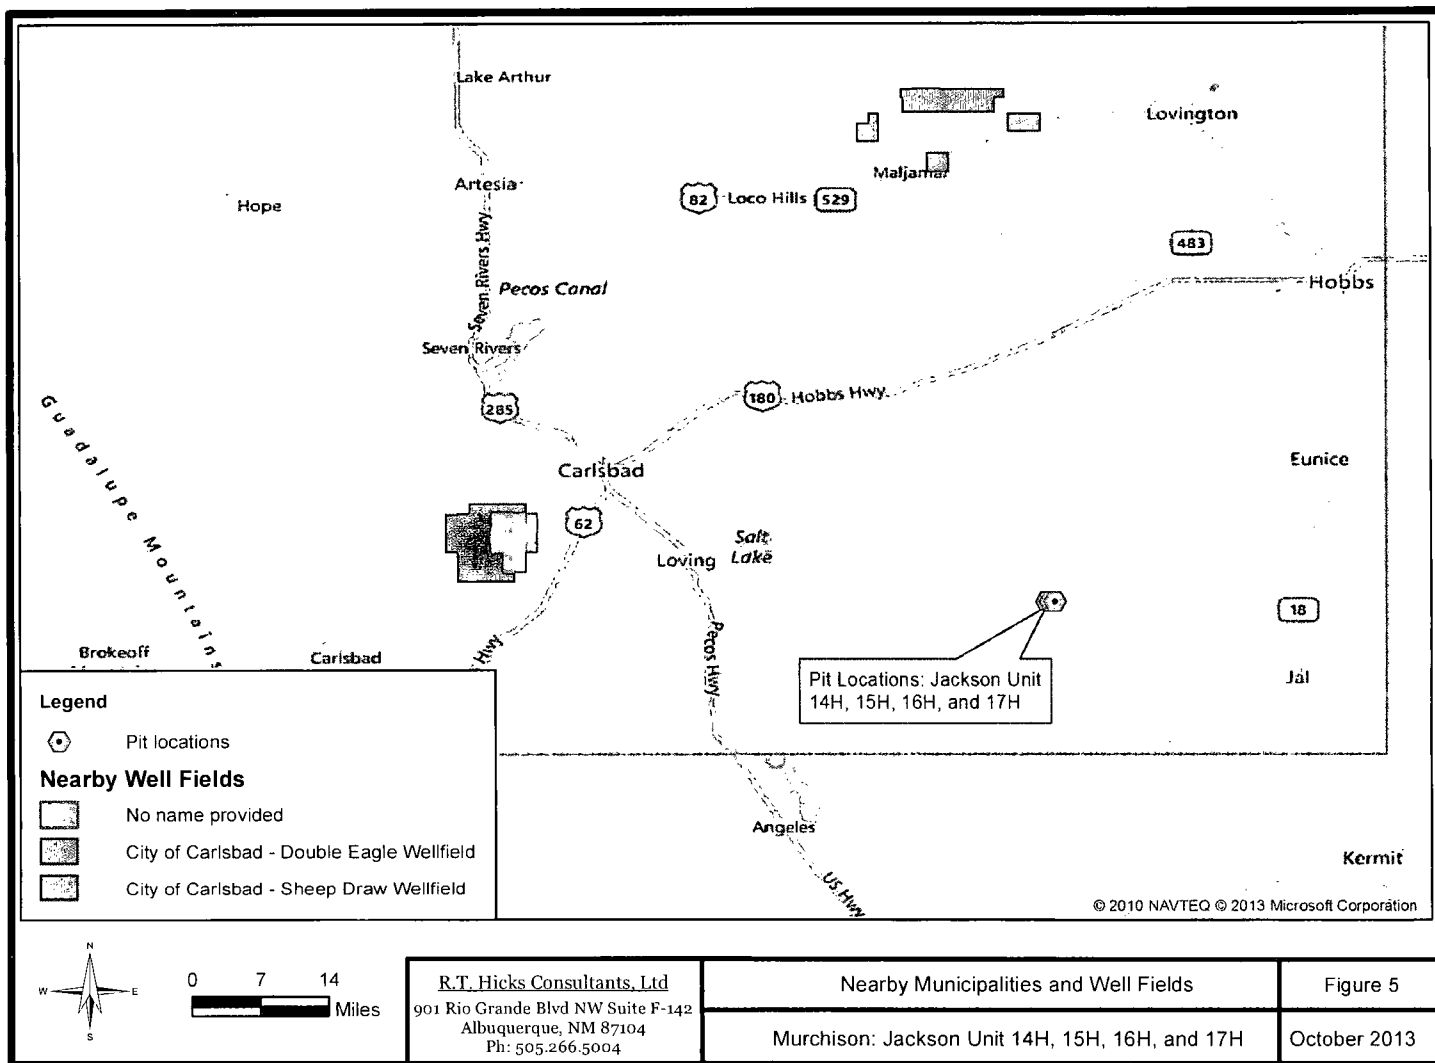 Lake Arthur
Lovington
Artesia
Maljamar
Hope
82
Loco Hills
529
Seven Rivers Hwy
483
Pecos Canal
Hobbs
Seven Rivers
285
180
Hobbs Hwy
Guadalupe Mountains
Carlsbad
Eunice
62
Salt
Lake
Loving
18
Pecos Hwy
Brokeoff
Carlsbad
Hwy
Pit Locations: Jackson Unit
14H, 15H, 16H, and 17H
Jal
Legend
Pit locations
Nearby Well Fields
No name provided
City of Carlsbad - Double Eagle Wellfield
City of Carlsbad - Sheep Draw Wellfield
Angeles
Kermit
US Hwy
© 2010 NAVTEQ © 2013 Microsoft Corporation
N
W E
S
0 7 14
Miles
R.T. Hicks Consultants, Ltd
901 Rio Grande Blvd NW Suite F-142
Albuquerque, NM 87104
Ph: 505.266.5004
Nearby Municipalities and Well Fields
Figure 5
Murchison: Jackson Unit 14H, 15H, 16H, and 17H
October 2013